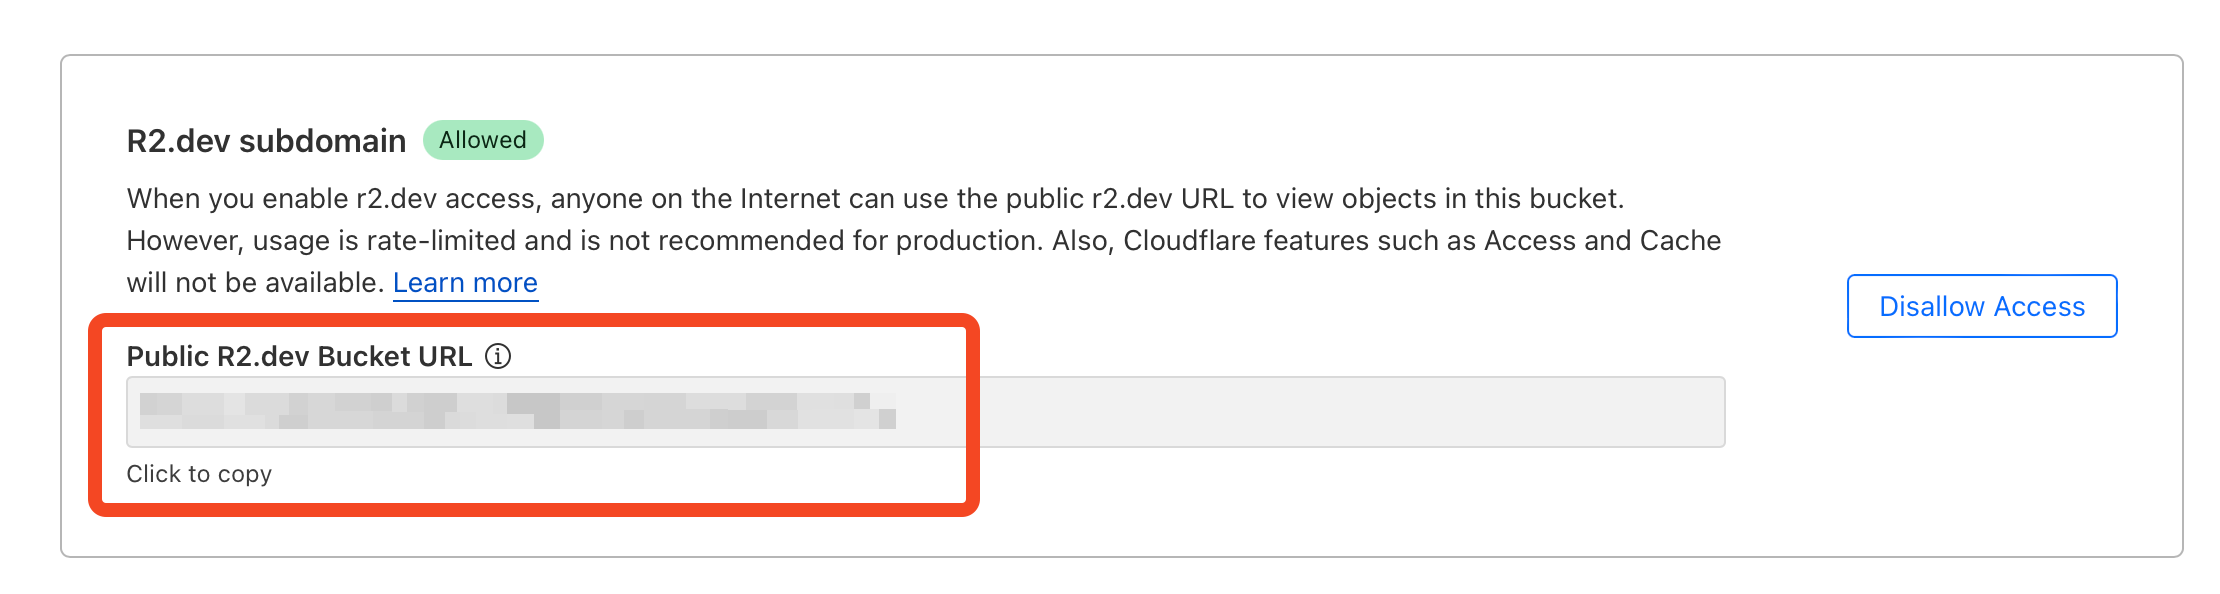 R2.dev subdomain Allowed
When you enable r2.dev access, anyone on the Internet can use the public r2.dev URL to view objects in this bucket.
However, usage is rate-limited and is not recommended for production. Also, Cloudflare features such as Access and Cache
will not be available. Learn more
Disallow Access
Public R2.dev Bucket URL
Click to copy